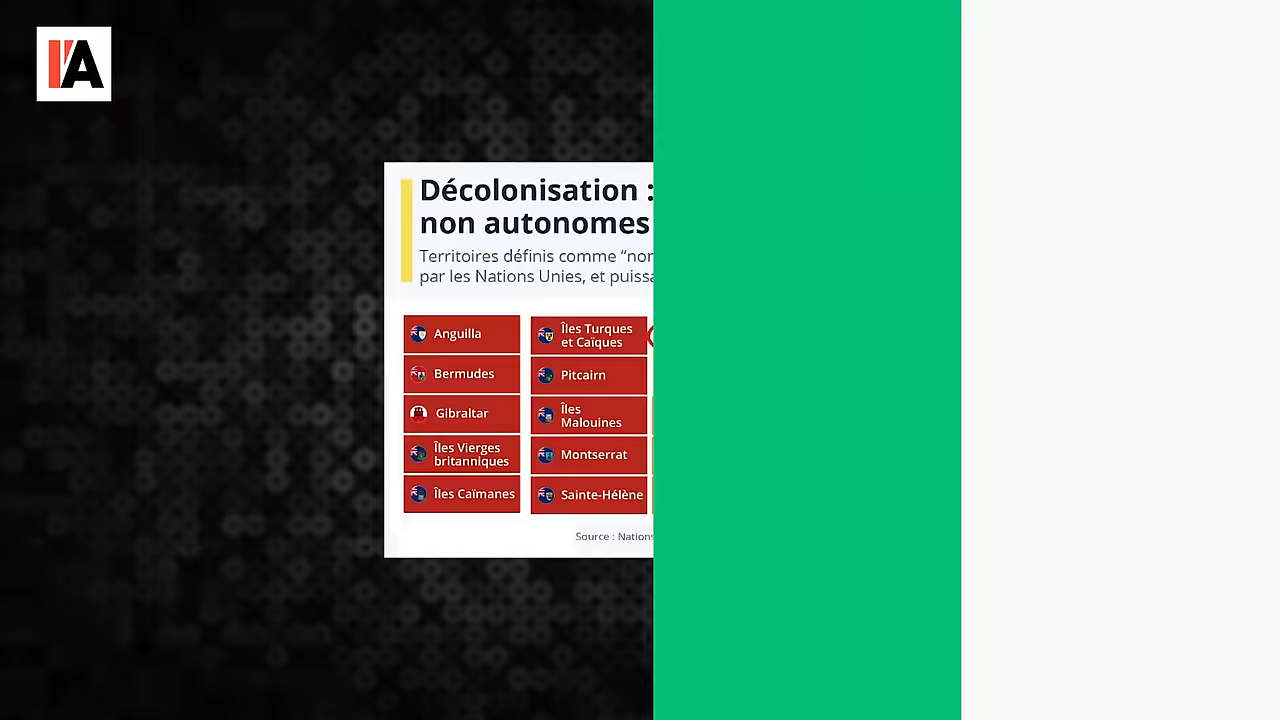 I'A
Décolonisation :
non autonomes
Territoires définis comme “nor
par les Nations Unies, et puissa
Anguilla
Îles Turques
et Caïques
Bermudes
Pitcairn
Gibraltar
Îles
Malouines
Îles Vierges
britanniques
Montserrat
Îles Caïmanes
Sainte-Hélène
Source : Nations